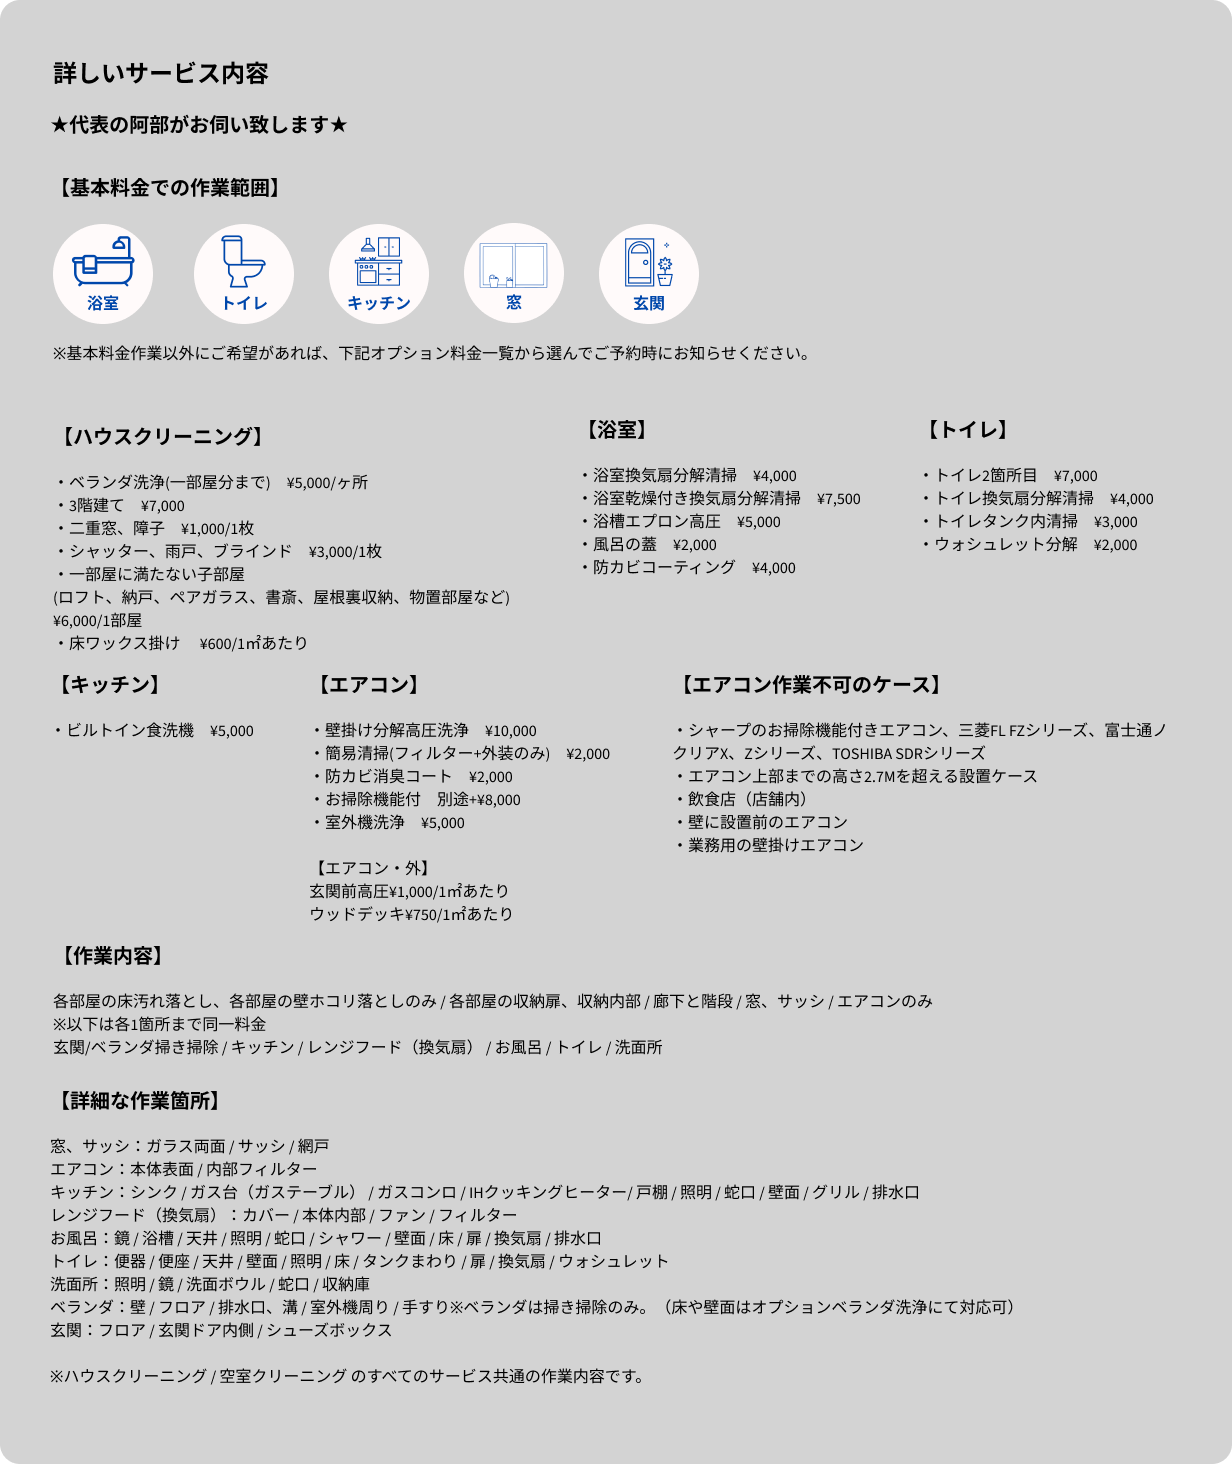 詳しいサービス内容
★代表の阿部がお伺い致します★
【基本料金での作業範囲】
浴室
トイレ
キッチン
窓
玄関
※基本料金作業以外にご希望があれば、下記オプション料金一覧から選んでご予約時にお知らせください。
【ハウスクリーニング】
・ベランダ洗浄(一部屋分まで)　¥5,000/ヶ所
・3階建て　¥7,000
・二重窓、障子　¥1,000/1枚
・シャッター、雨戸、ブラインド　¥3,000/1枚
・一部屋に満たない子部屋
(ロフト、納戸、ペアガラス、書斎、屋根裏収納、物置部屋など)
¥6,000/1部屋
・床ワックス掛け　 ¥600/1㎡あたり
【浴室】
・浴室換気扇分解清掃　¥4,000
・浴室乾燥付き換気扇分解清掃　¥7,500
・浴槽エプロン高圧　¥5,000
・風呂の蓋　¥2,000
・防カビコーティング　¥4,000
【トイレ】
・トイレ2箇所目　¥7,000
・トイレ換気扇分解清掃　¥4,000
・トイレタンク内清掃　¥3,000
・ウォシュレット分解　¥2,000
【キッチン】
・ビルトイン食洗機　¥5,000
【エアコン】
・壁掛け分解高圧洗浄　¥10,000
・簡易清掃(フィルター+外装のみ)　¥2,000
・防カビ消臭コート　¥2,000
・お掃除機能付　別途+¥8,000
・室外機洗浄　¥5,000
【エアコン・外】
玄関前高圧¥1,000/1㎡あたり
ウッドデッキ¥750/1㎡あたり
【エアコン作業不可のケース】
・シャープのお掃除機能付きエアコン、三菱FL FZシリーズ、富士通ノ
クリアX、Zシリーズ、TOSHIBA SDRシリーズ
・エアコン上部までの高さ2.7Mを超える設置ケース
・飲食店（店舗内）
・壁に設置前のエアコン
・業務用の壁掛けエアコン
【作業内容】
各部屋の床汚れ落とし、各部屋の壁ホコリ落としのみ / 各部屋の収納扉、収納内部 / 廊下と階段 / 窓、サッシ / エアコンのみ
※以下は各1箇所まで同一料金
玄関/ベランダ掃き掃除 / キッチン / レンジフード（換気扇） / お風呂 / トイレ / 洗面所
【詳細な作業箇所】
窓、サッシ：ガラス両面 / サッシ / 網戸
エアコン：本体表面 / 内部フィルター
キッチン：シンク / ガス台（ガステーブル） / ガスコンロ / IHクッキングヒーター/ 戸棚 / 照明 / 蛇口 / 壁面 / グリル / 排水口
レンジフード（換気扇）：カバー / 本体内部 / ファン / フィルター
お風呂：鏡 / 浴槽 / 天井 / 照明 / 蛇口 / シャワー / 壁面 / 床 / 扉 / 換気扇 / 排水口
トイレ：便器 / 便座 / 天井 / 壁面 / 照明 / 床 / タンクまわり / 扉 / 換気扇 / ウォシュレット
洗面所：照明 / 鏡 / 洗面ボウル / 蛇口 / 収納庫
ベランダ：壁 / フロア / 排水口、溝 / 室外機周り / 手すり※ベランダは掃き掃除のみ。（床や壁面はオプションベランダ洗浄にて対応可）
玄関：フロア / 玄関ドア内側 / シューズボックス
※ハウスクリーニング / 空室クリーニング のすべてのサービス共通の作業内容です。